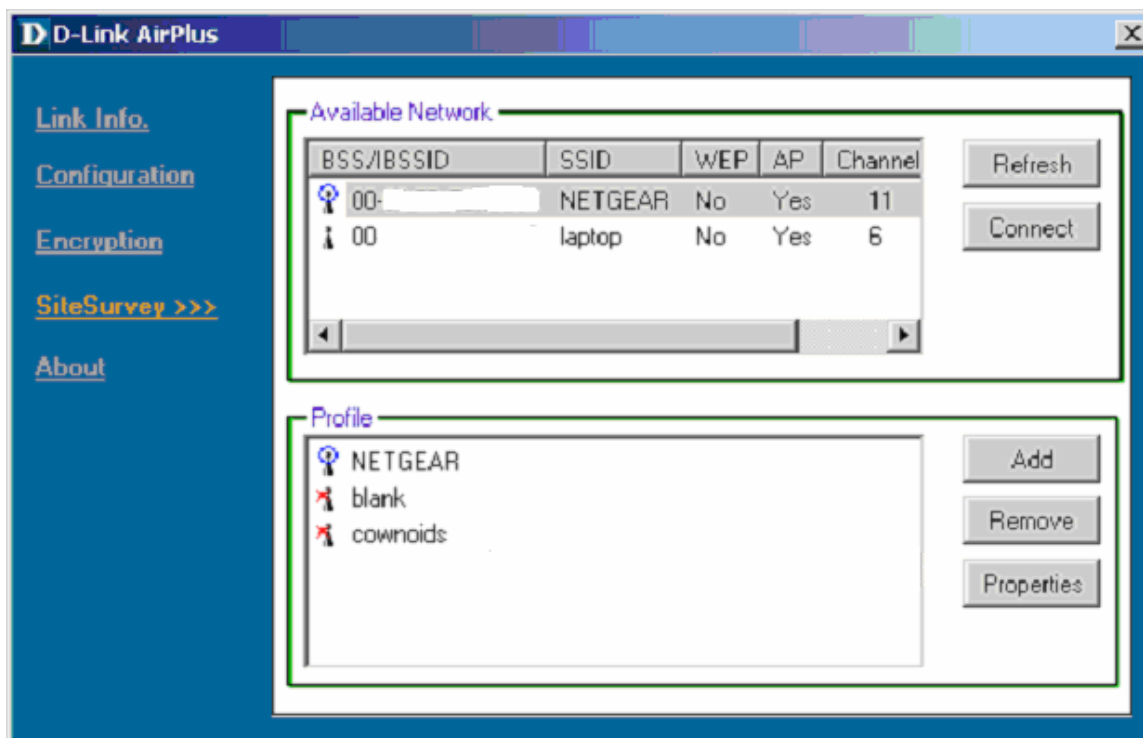 D-Link AirPlus
Link Info.
Configuration
Encryption
SiteSurvey >>>
About
Available Network
BSS/IBSSID SSID WEP AP Channel
00- NETGEAR No Yes 11
00 laptop No Yes 6
Refresh
Connect
Profile
NETGEAR
blank
cownoids
Add
Remove
Properties